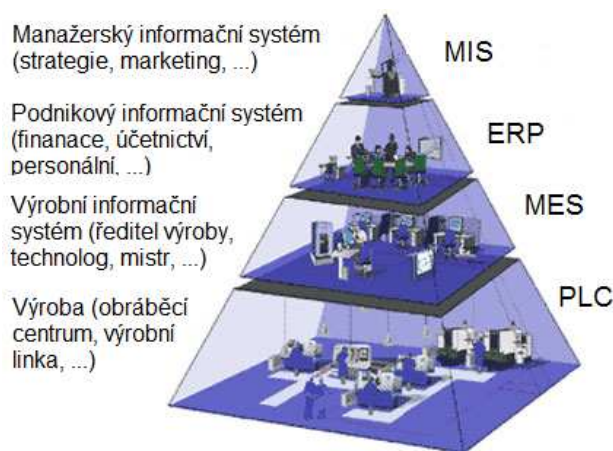 Manažerský informační systém
(strategie, marketing, ...)
MIS
Podnikový informační systém
(finanace, účetnictví,
personální, ...)
ERP
Výrobní informační
systém (ředitel výroby,
technolog, mistr, ...)
MES
Výroba (obráběcí
centrum, výrobní
linka, ...)
PLC